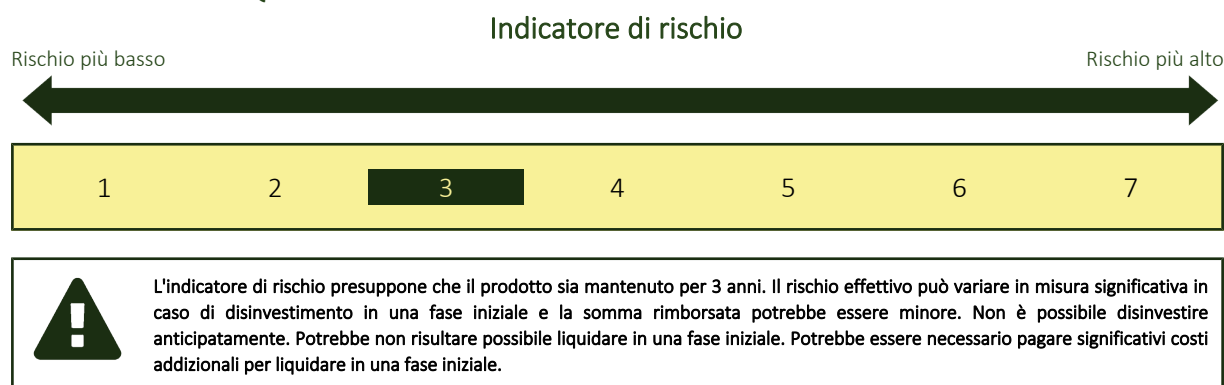 Indicatore di rischio
Rischio più basso
Rischio più alto
1 2 3 4 5 6 7
L'indicatore di rischio presuppone che il prodotto sia mantenuto per 3 anni. Il rischio effettivo può variare in misura significativa in
caso di disinvestimento in una fase iniziale e la somma rimborsata potrebbe essere minore. Non è possibile disinvestire
anticipatamente. Potrebbe non risultare possibile liquidare in una fase iniziale. Potrebbe essere necessario pagare significativi costi
addizionali per liquidare in una fase iniziale.